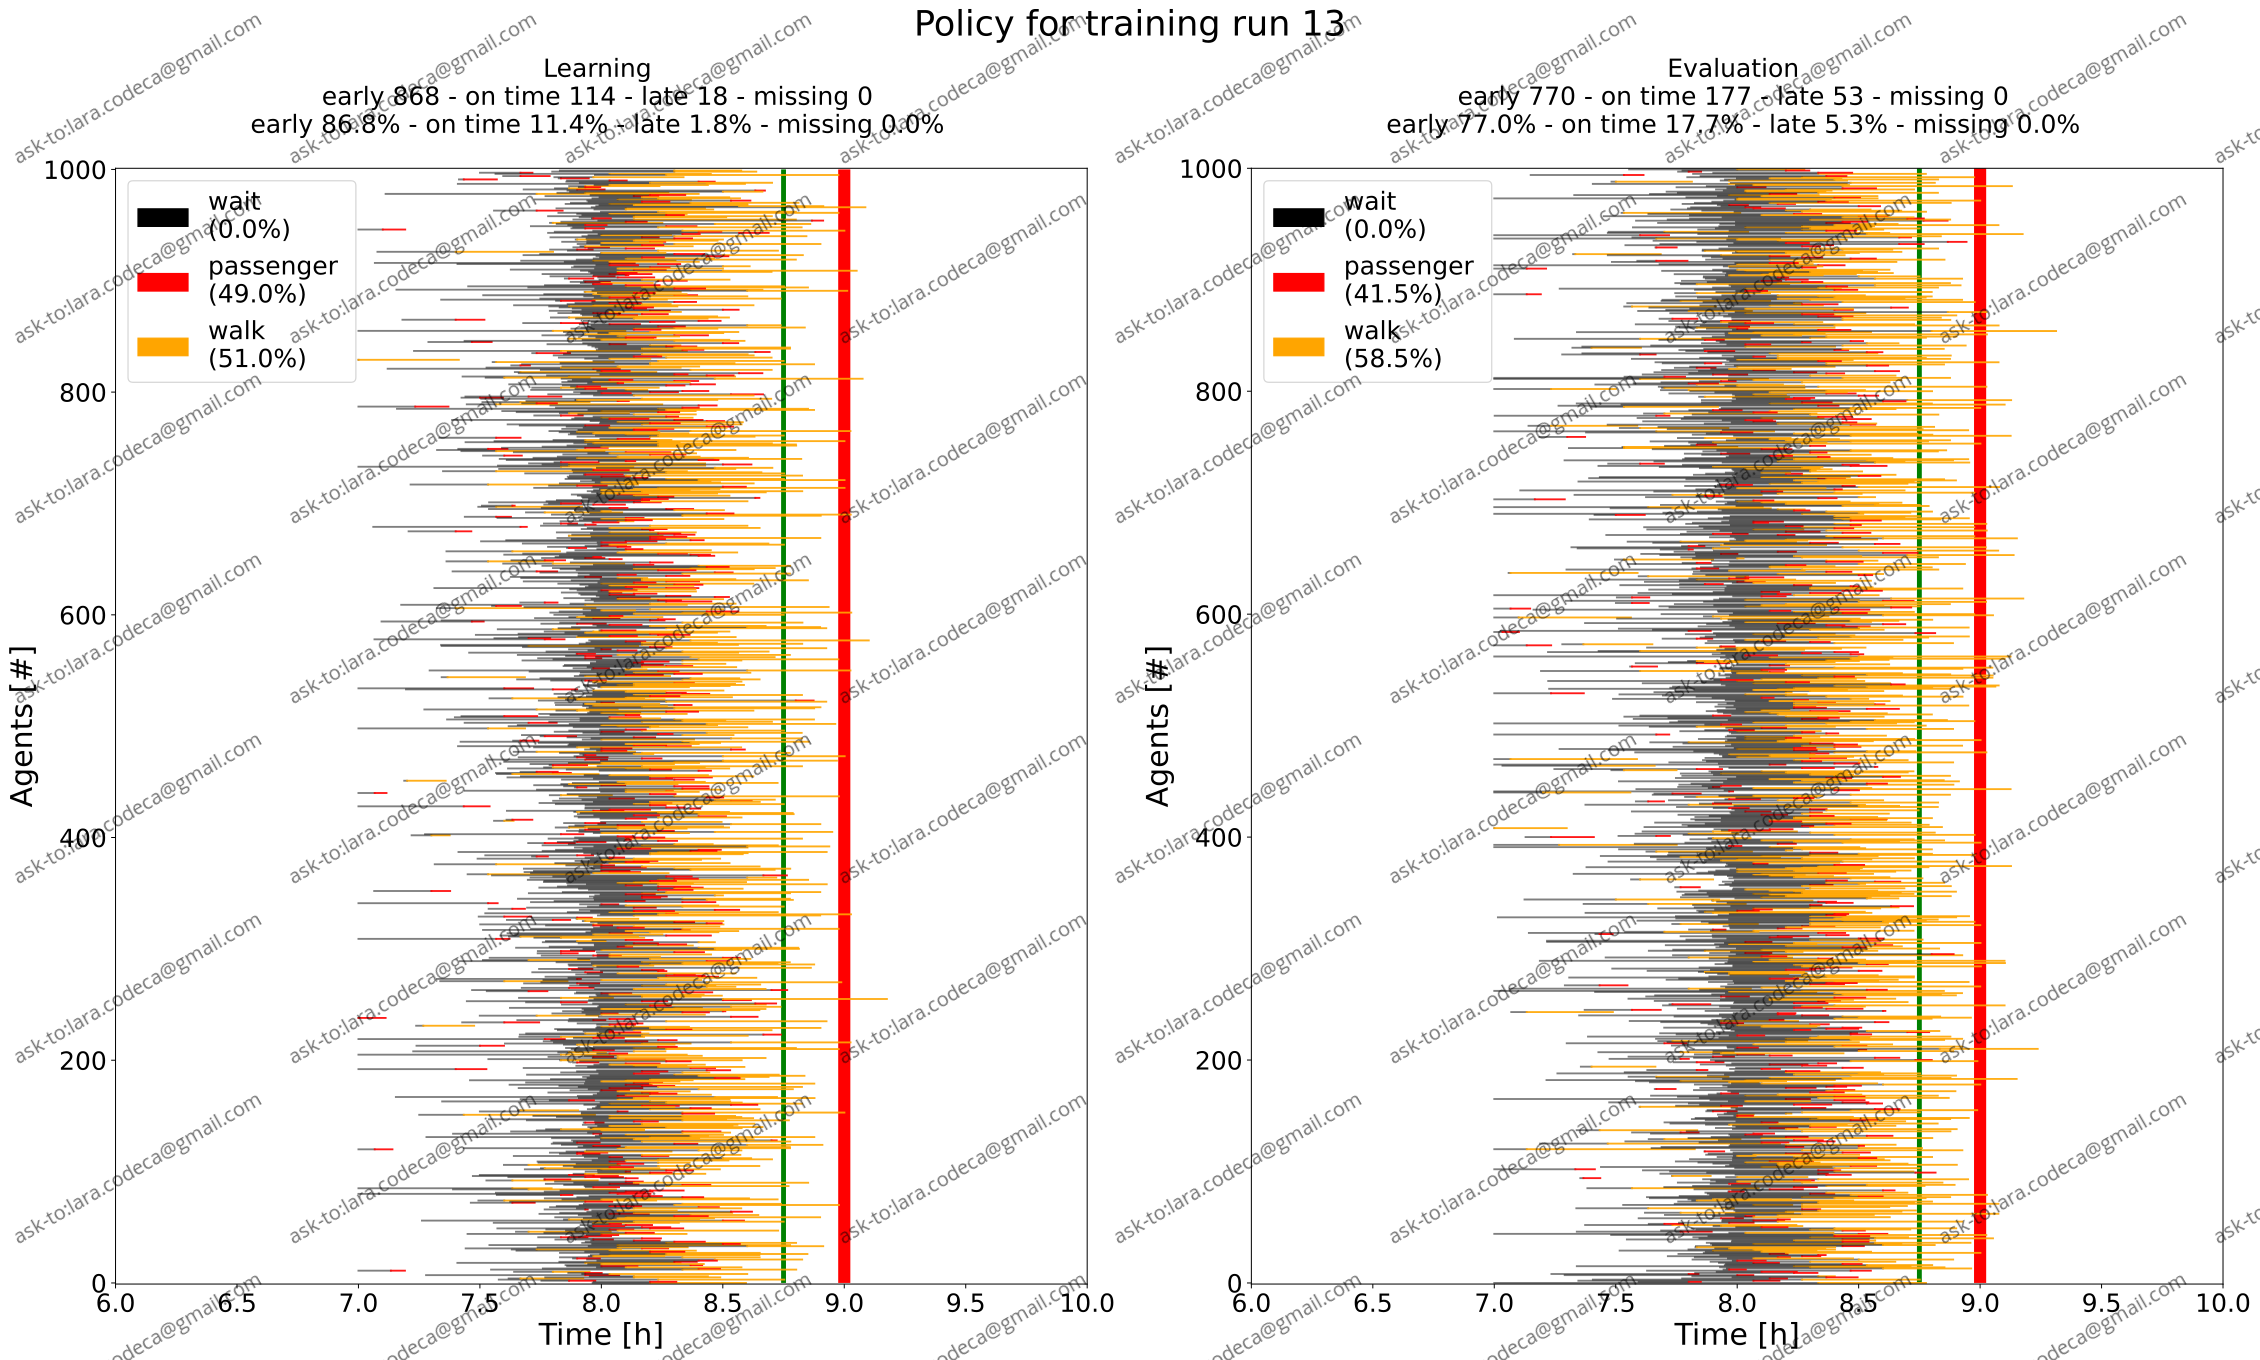 Policy for training run 13
Learning
early 868 - on time 114 - late 18 - missing 0
early 86.8% - on time 11.4% - late 1.8% - missing 0.0%
wait
(0.0%)
passenger
(49.0%)
walk
(51.0%)
Agents [#]
1000
800
600
400
200
0
6.0 6.5 7.0 7.5 8.0 8.5 9.0 9.5 10.0
Time [h]
Evaluation
early 770 - on time 177 - late 53 - missing 0
early 77.0% - on time 17.7% - late 5.3% - missing 0.0%
wait
(0.0%)
passenger
(41.5%)
walk
(58.5%)
Agents [#]
1000
800
600
400
200
0
6.0 6.5 7.0 7.5 8.0 8.5 9.0 9.5 10.0
Time [h]
ask-to:lara.codeca@gmail.com